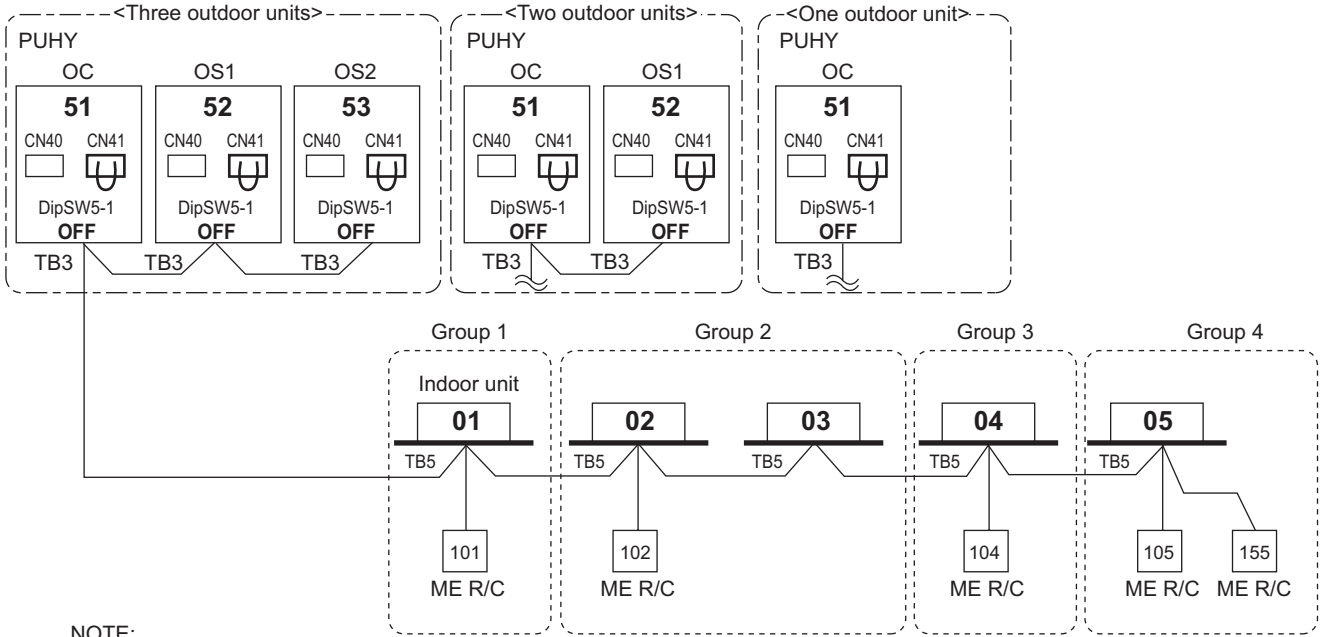 <Three outdoor units> <Two outdoor units> <One outdoor unit>
PUHY PUHY PUHY
OC OS1 OS2 OC OS1 OC
51 52 53 51 52 51
CN40 CN41 CN40 CN41 CN40 CN41 CN40 CN41 CN40 CN41 CN40 CN41
DipSW5-1 DipSW5-1 DipSW5-1 DipSW5-1 DipSW5-1 DipSW5-1
OFF OFF OFF OFF OFF OFF
TB3 TB3 TB3 TB3 TB3 TB3
Group 1 Group 2 Group 3 Group 4
Indoor unit
01 02 03 04 05
TB5 TB5 TB5 TB5 TB5
101 102 104 105 155
ME R/C ME R/C ME R/C ME R/C ME R/C
NOTE: